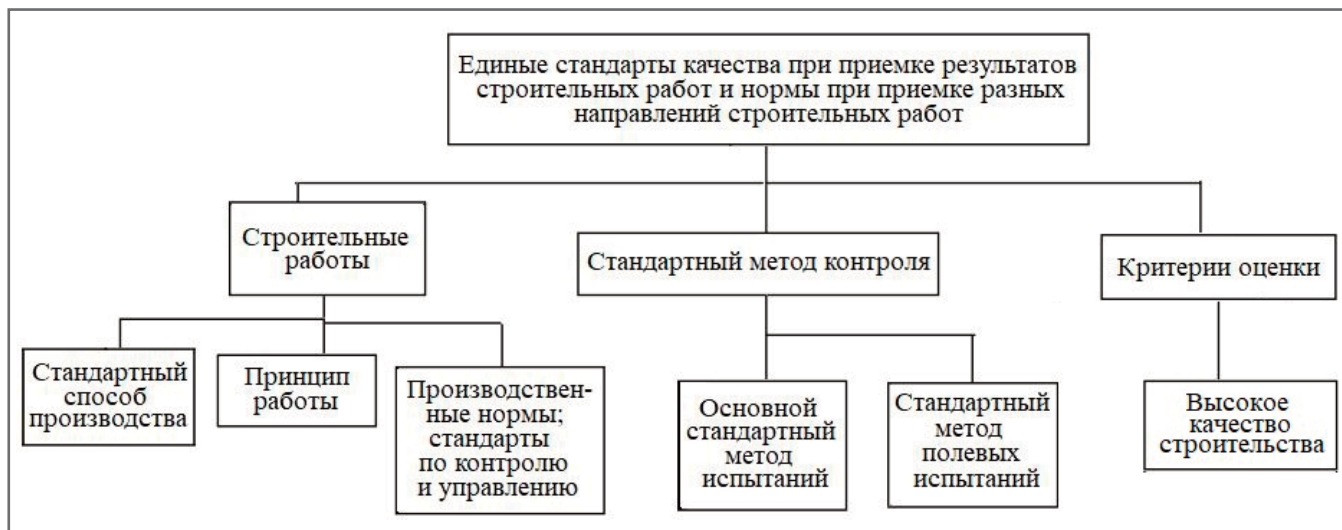 Единые стандарты качества при приемке результатов
строительных работ и нормы при приемке разных
направлений строительных работ
Строительные
работы
Стандартный метод контроля
Критерии оценки
Стандартный
способ
производства
Принцип
работы
Производствен-
ные нормы;
стандарты
по контролю
и управлению
Основной
стандартный
метод
испытаний
Стандартный
метод
полевых
испытаний
Высокое
качество
строительства